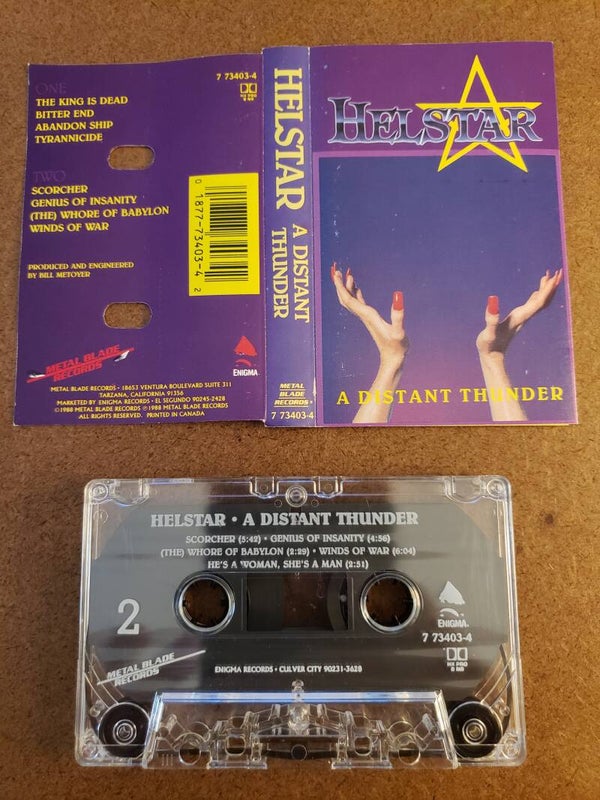 ONE
THE KING IS DEAD
BITTER END
ABANDON SHIP
TYRANNICIDE
TWO
SCORCHER
GENIUS OF INSANITY
(THE) WHORE OF BABYLON
WINDS OF WAR
PRODUCED AND ENGINEERED
BY BILL METOYER
7 73403-4
HX PRO
B NR
0 1877-73403-4 2
METAL BLADE
RECORDS
ENIGMA
METAL BLADE RECORDS • 18653 VENTURA BOULEVARD SUITE 311
TARZANA, CALIFORNIA 91356
MARKETED BY ENIGMA RECORDS • EL SEGUNDO 90245-2428
©1988 METAL BLADE RECORDS ℗1988 METAL BLADE RECORDS
ALL RIGHTS RESERVED. PRINTED IN CANADA
HELSTAR
A DISTANT
THUNDER
METAL
BLADE
RECORDS
7 73403-4
HELSTAR
A DISTANT THUNDER
HELSTAR • A DISTANT THUNDER
SCORCHER (5:42) • GENIUS OF INSANITY (4:56)
(THE) WHORE OF BABYLON (2:29) • WINDS OF WAR (6:04)
HE'S A WOMAN, SHE'S A MAN (2:51)
2
ENIGMA
7 73403-4
HX PRO
B NR
METAL BLADE
RECORDS
ENIGMA RECORDS • CULVER CITY 90231-3628